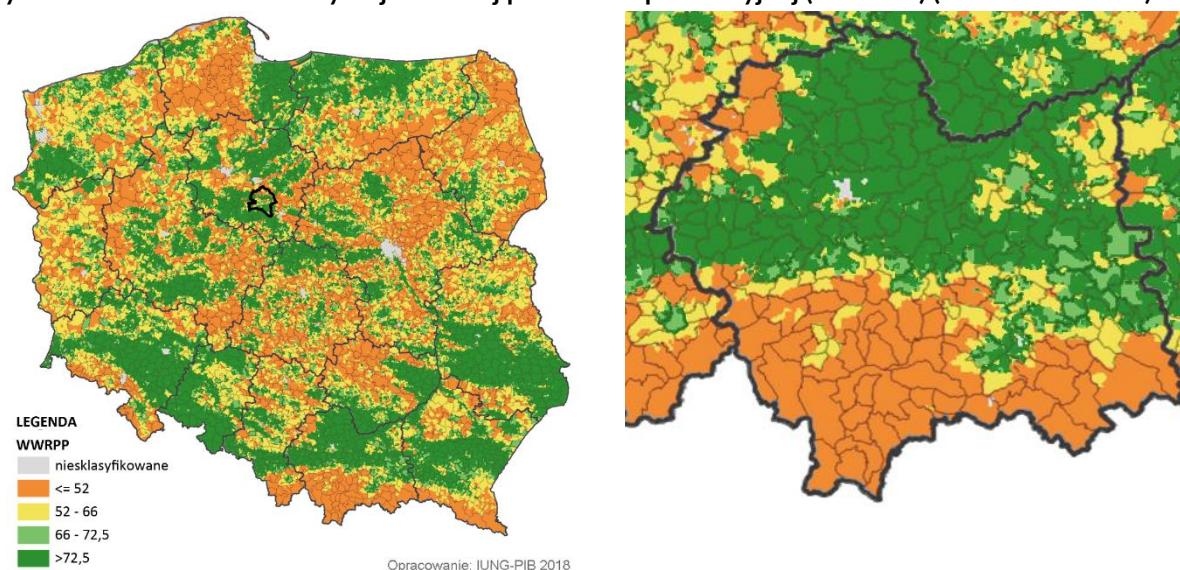 LEGENDA
WWRPP
niesklasyfikowane
<= 52
52 - 66
66 - 72,5
>72,5
Opracowanie: IUNG-PIB 2018